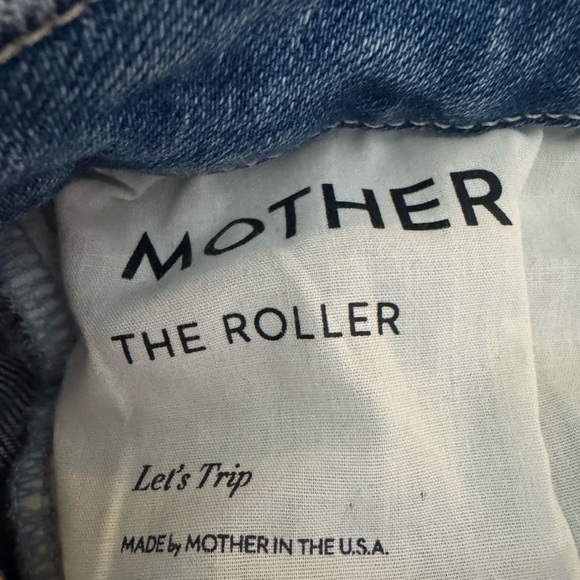 MOTHER
THE ROLLER
Let's Trip
MADE by MOTHER IN THE U.S.A.